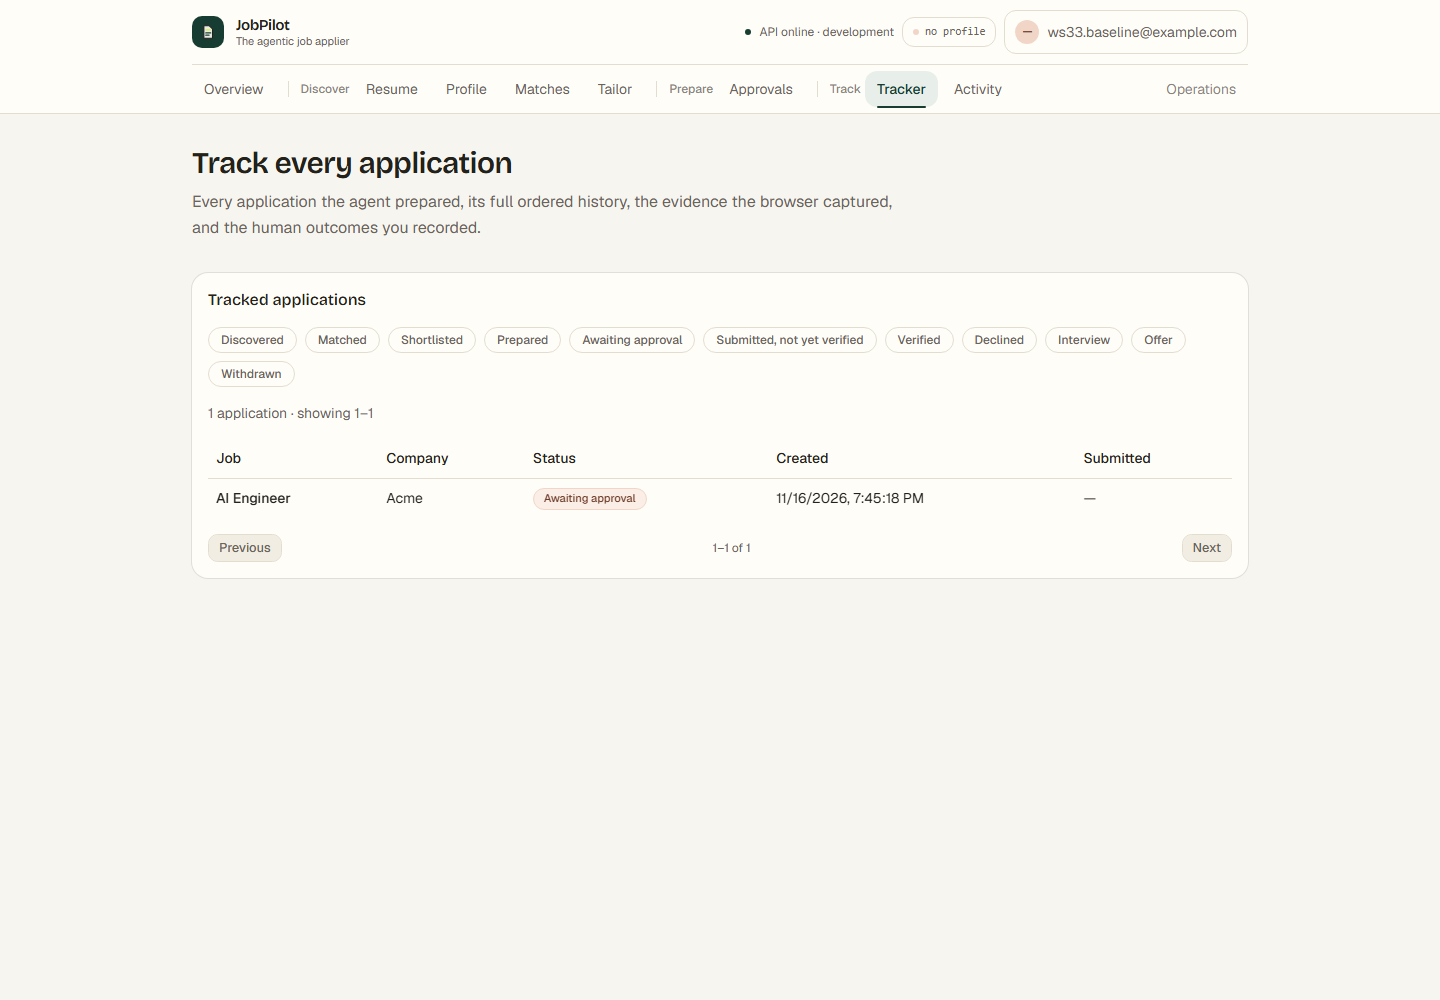 JobPilot
The agentic job applier
API online · development
no profile
— ws33.baseline@example.com
Overview Discover Resume Profile Matches Tailor Prepare Approvals Track Tracker Activity Operations
Track every application
Every application the agent prepared, its full ordered history, the evidence the browser captured,
and the human outcomes you recorded.
Tracked applications
Discovered Matched Shortlisted Prepared Awaiting approval Submitted, not yet verified Verified Declined Interview Offer
Withdrawn
1 application · showing 1–1
Job Company Status Created Submitted
AI Engineer Acme Awaiting approval 11/16/2026, 7:45:18 PM —
Previous 1–1 of 1 Next